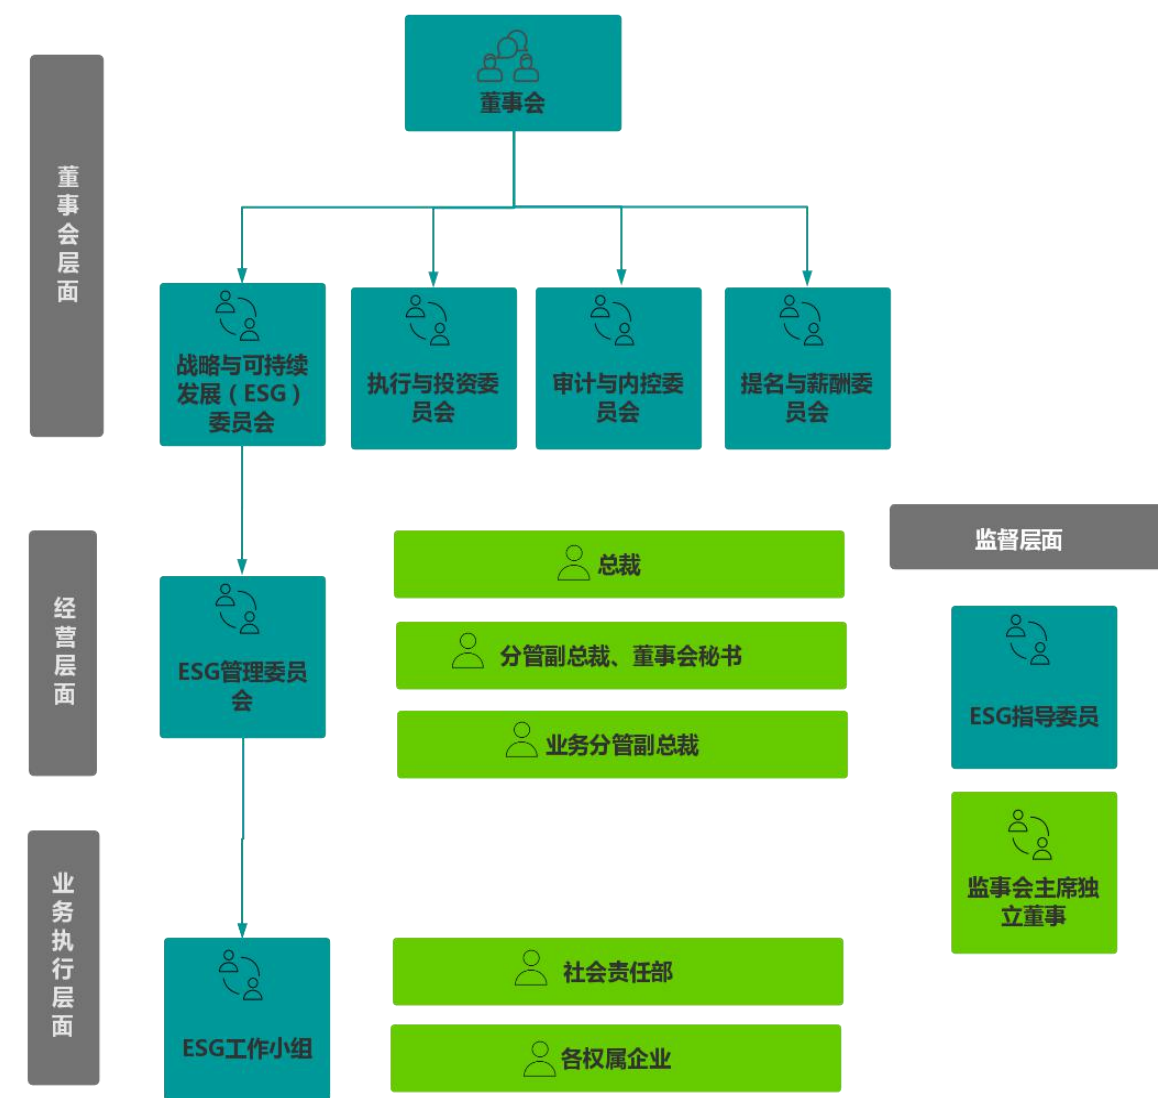 董事会
董事会层面
战略与可持续
发展（ESG）
委员会
执行与投资委
员会
审计与内控委
员会
提名与薪酬委
员会
经营层面
ESG管理委员
会
总裁
分管副总裁、董事会秘书
业务分管副总裁
监督层面
ESG指导委员
监事会主席独
立董事
业务执行层面
ESG工作小组
社会责任部
各权属企业